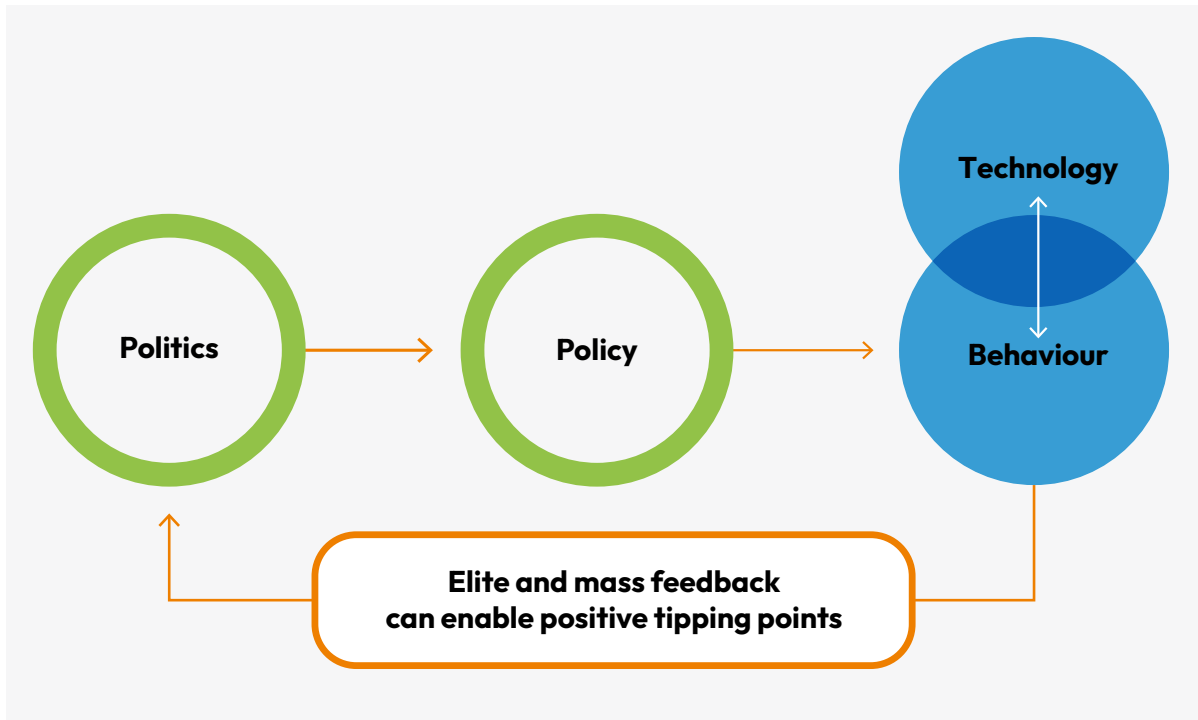 Technology
Politics
Policy
Behaviour
Elite and mass feedback
can enable positive tipping points